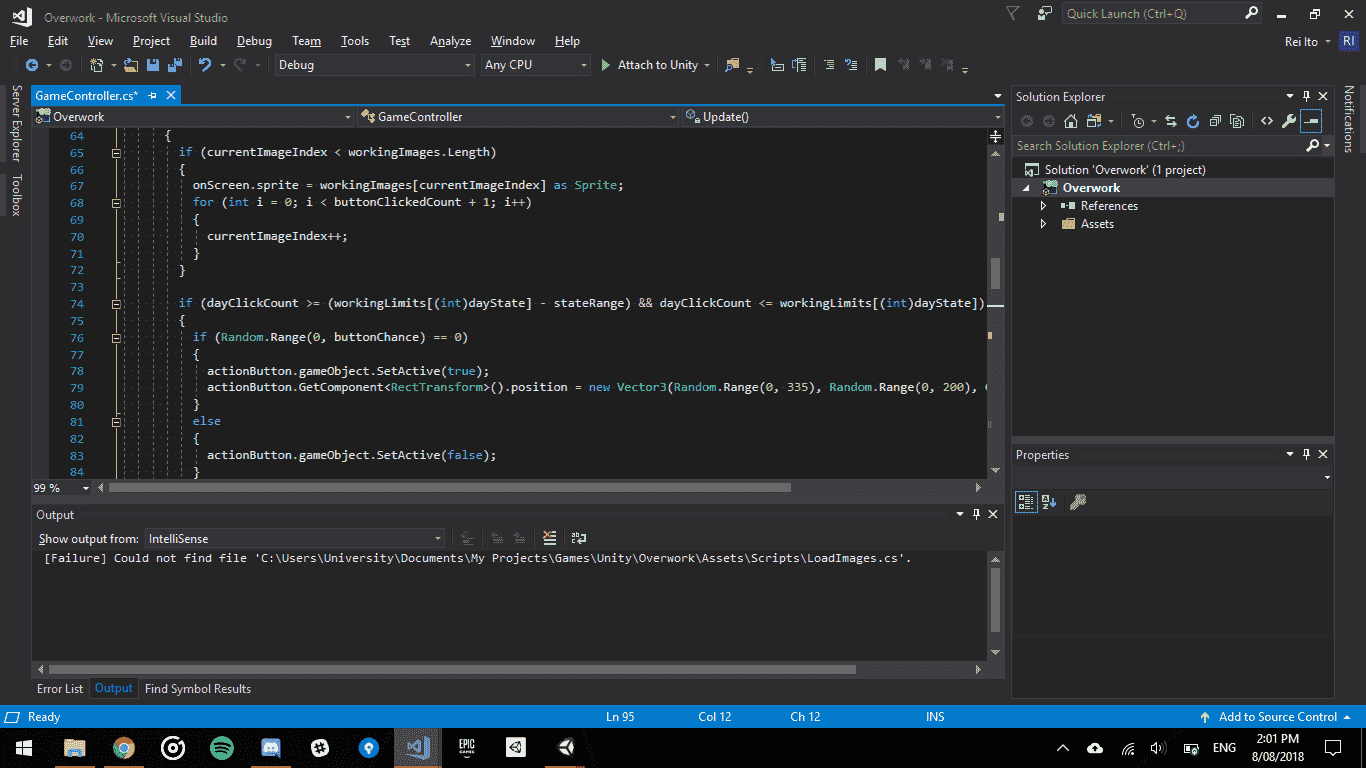 Overwork - Microsoft Visual Studio
Quick Launch (Ctrl+Q)
File Edit View Project Build Debug Team Tools Test Analyze Window Help
Rei Ito RI
Debug Any CPU Attach to Unity
Server Explorer
Toolbox
Notifications
GameController.cs*
Overwork GameController Update()
64 {
65 if (currentImageIndex < workingImages.Length)
66 {
67 onScreen.sprite = workingImages[currentImageIndex] as Sprite;
68 for (int i = 0; i < buttonClickedCount + 1; i++)
69 {
70 currentImageIndex++;
71 }
72 }
73
74 if (dayClickCount >= (workingLimits[(int)dayState] - stateRange) && dayClickCount <= workingLimits[(int)dayState])
75 {
76 if (Random.Range(0, buttonChance) == 0)
77 {
78 actionButton.gameObject.SetActive(true);
79 actionButton.GetComponent<RectTransform>().position = new Vector3(Random.Range(0, 335), Random.Range(0, 200),
80 }
81 else
82 {
83 actionButton.gameObject.SetActive(false);
84 }
99 %
Output
Show output from: IntelliSense
[Failure] Could not find file 'C:\Users\University\Documents\My Projects\Games\Unity\Overwork\Assets\Scripts\LoadImages.cs'.
Error List Output Find Symbol Results
Solution Explorer
Search Solution Explorer (Ctrl+;)
Solution 'Overwork' (1 project)
Overwork
References
Assets
Properties
Ready Ln 95 Col 12 Ch 12 INS Add to Source Control
EPIC
GAMES
ENG
2:01 PM
8/08/2018